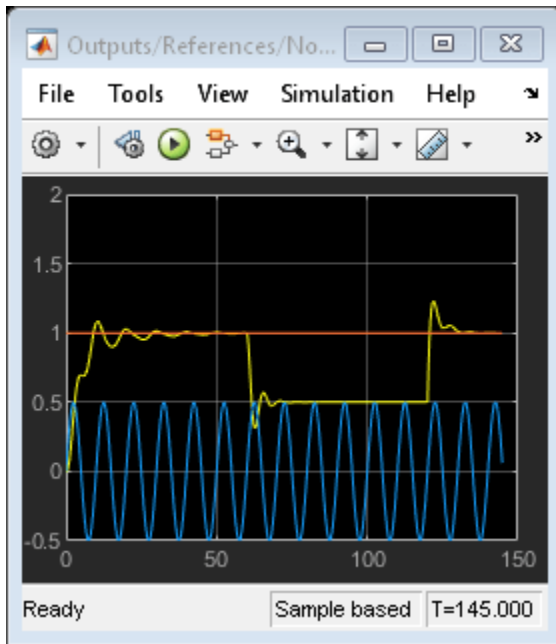 Outputs/References/No...
File Tools View Simulation Help
2
1.5
1
0.5
0
-0.5
0 50 100 150
Ready Sample based T=145.000